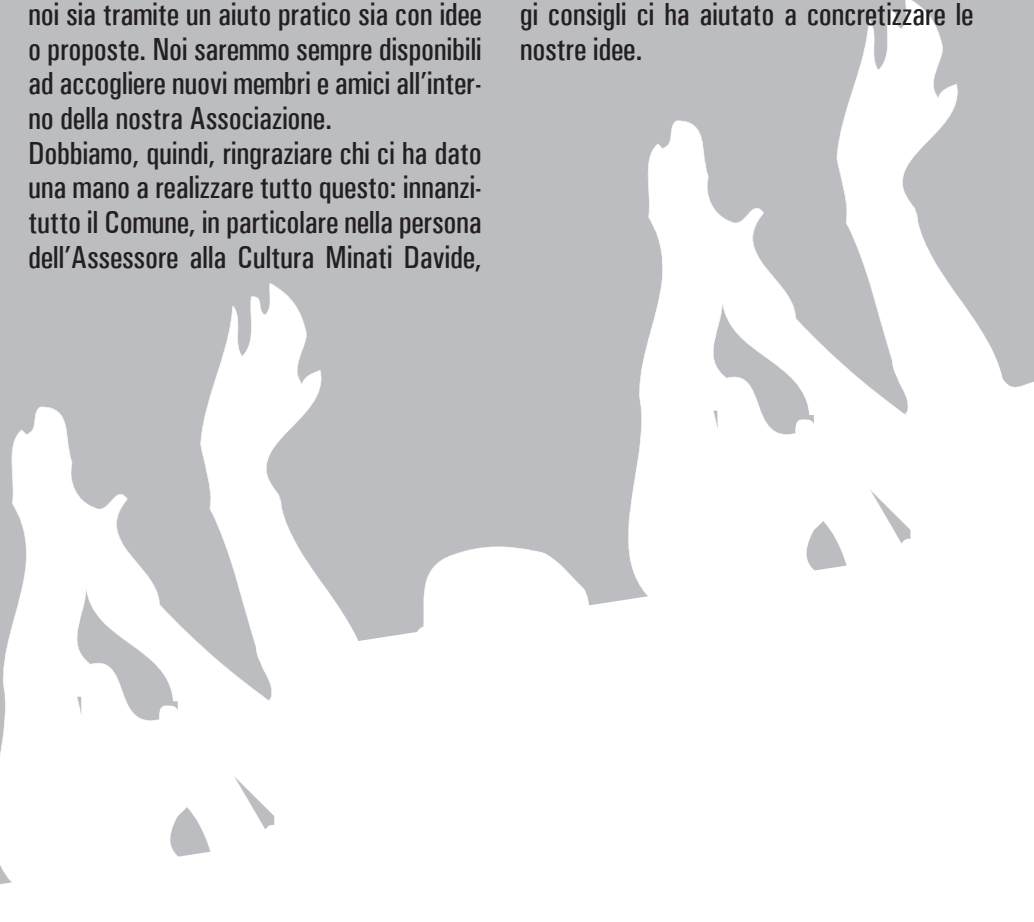 noi sia tramite un aiuto pratico sia con idee
o proposte. Noi saremmo sempre disponibili
ad accogliere nuovi membri e amici all'inter-
no della nostra Associazione.
Dobbiamo, quindi, ringraziare chi ci ha dato
una mano a realizzare tutto questo: innanzi-
tutto il Comune, in particolare nella persona
dell'Assessore alla Cultura Minati Davide,
gi consigli ci ha aiutato a concretizzare le
nostre idee.